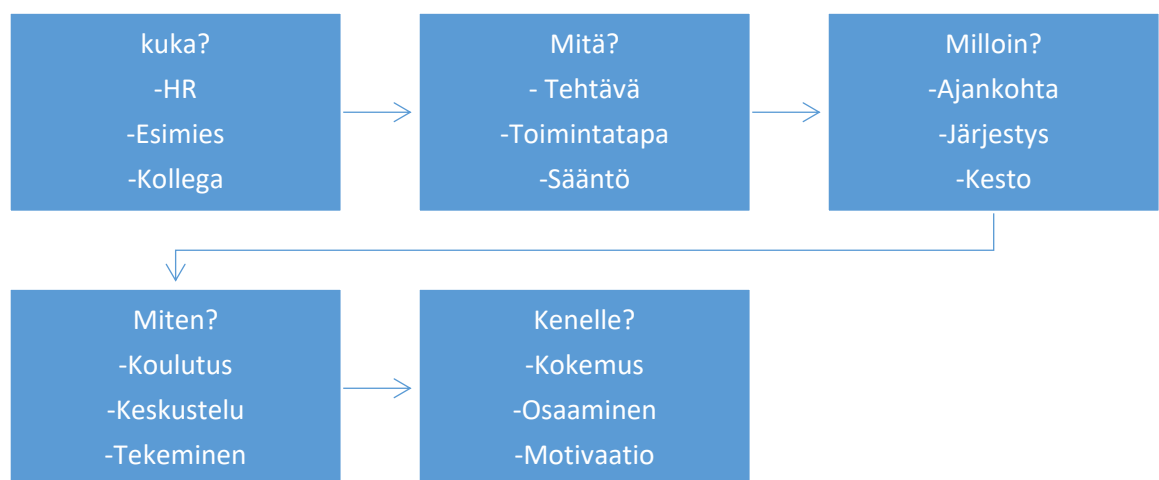 kuka?
-HR
-Esimies
-Kollega
Mitä?
- Tehtävä
-Toimintatapa
-Sääntö
Milloin?
-Ajankohta
-Järjestys
-Kesto
Miten?
-Koulutus
-Keskustelu
-Tekeminen
Kenelle?
-Kokemus
-Osaaminen
-Motivaatio